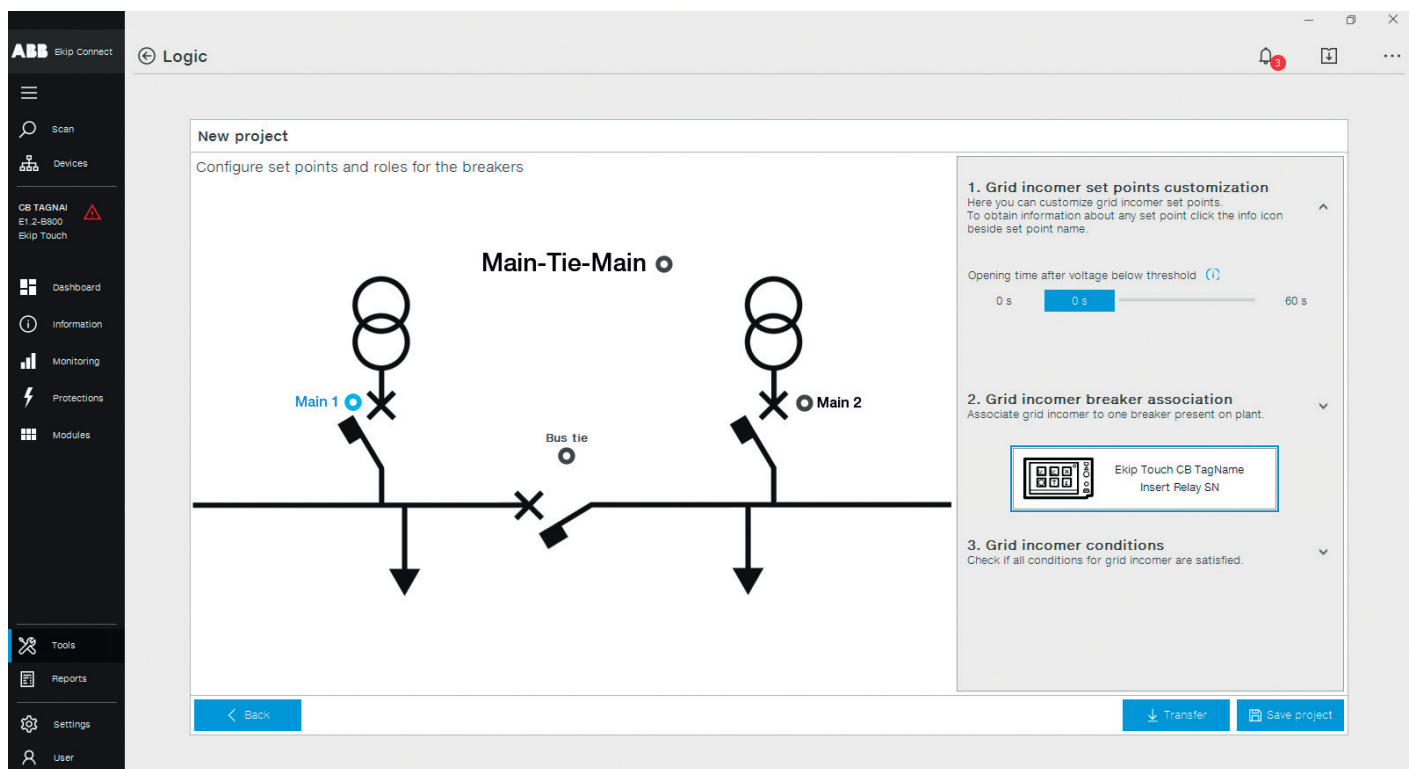 ABB Ekip Connect
Logic
3
Scan
Devices
CB TAGNAI
E1.2-B800
Ekip Touch
Dashboard
Information
Monitoring
Protections
Modules
Tools
Reports
Settings
User
New project
Configure set points and roles for the breakers
Main-Tie-Main
Main 1
Main 2
Bus tie
1. Grid incomer set points customization
Here you can customize grid incomer set points.
To obtain information about any set point click the info icon
beside set point name.
Opening time after voltage below threshold
0 s 0 s 60 s
2. Grid incomer breaker association
Associate grid incomer to one breaker present on plant.
Ekip Touch CB TagName
Insert Relay SN
3. Grid incomer conditions
Check if all conditions for grid incomer are satisfied.
Back
Transfer
Save project